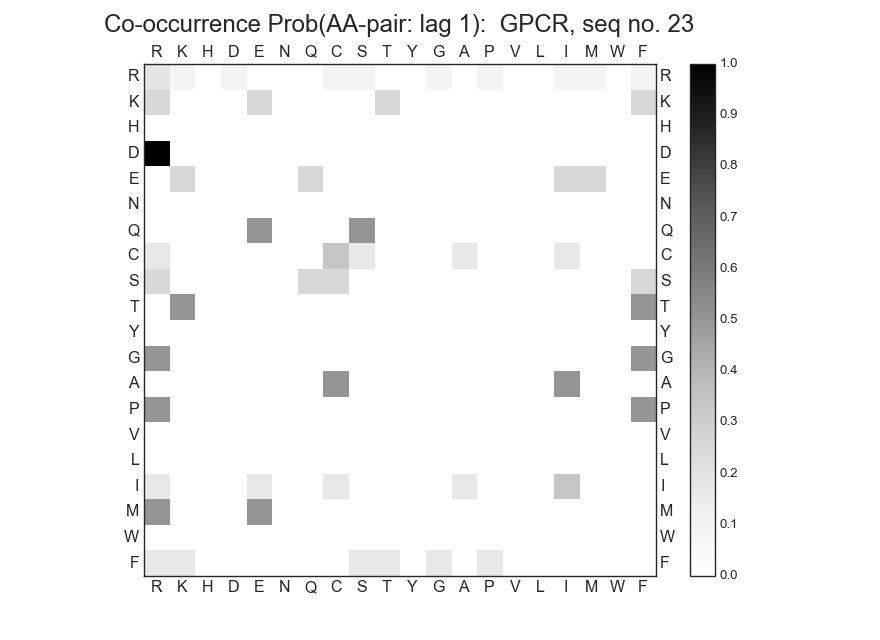 Co-occurrence Prob(AA-pair: lag 1):  GPCR, seq no. 23
R K H D E N Q C S T Y G A P V L I M W F
R R 1.0
K K 0.9
H H
D D 0.8
E E
N N 0.7
Q Q
C C 0.6
S S
T T 0.5
Y Y
G G 0.4
A A
P P 0.3
V V
L L 0.2
I I
M M 0.1
W W
F F 0.0
R K H D E N Q C S T Y G A P V L I M W F